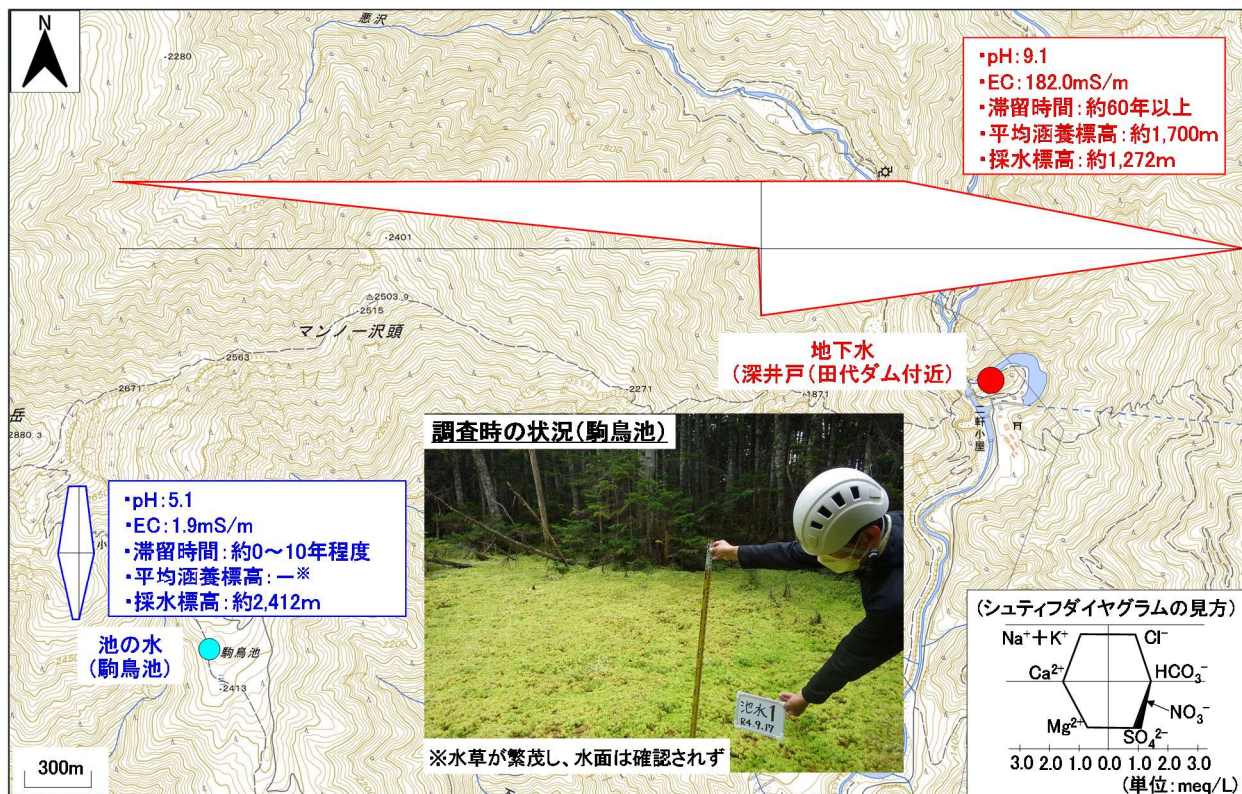 N
悪沢
2280
・pH:9.1
・EC:182.0mS/m
・滞留時間:約60年以上
・平均涵養標高:約1,700m
・採水標高:約1,272m
1800
2100
2401
2503.9
2515
マンノー沢頭
2563
2671
2271
1871
岳
2880.3
地下水
(深井戸(田代ダム付近)
二軒小屋
調査時の状況(駒鳥池)
・pH:5.1
・EC:1.9mS/m
・滞留時間:約0～10年程度
・平均涵養標高:ー※
・採水標高:約2,412m
小
池の水
(駒鳥池)
駒鳥池
2450
2413
2200
池水1
R4.9.17
※水草が繁茂し、水面は確認されず
(シュティフダイヤグラムの見方)
Na⁺+K⁺
Cl⁻
Ca²⁺
HCO₃⁻
NO₃⁻
Mg²⁺
SO₄²⁻
3.0 2.0 1.0 0.0 1.0 2.0 3.0
(単位:meq/L)
300m